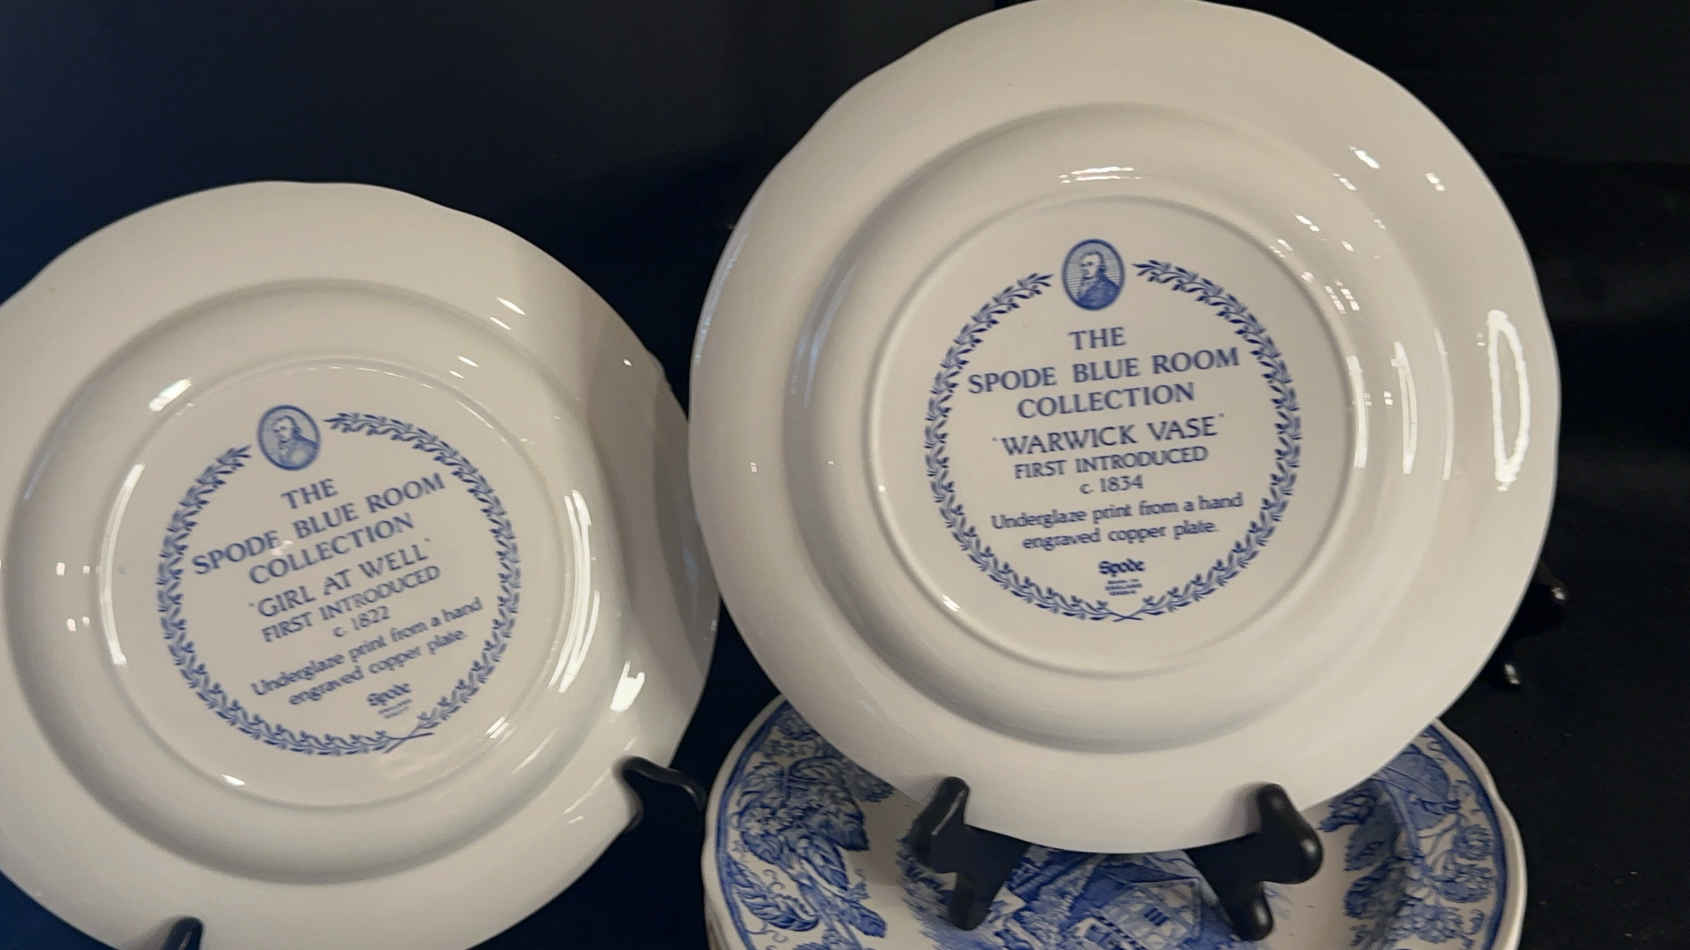 THE
SPODE BLUE ROOM
COLLECTION
'GIRL AT WELL'
FIRST INTRODUCED
c. 1822
Underglaze print from a hand
engraved copper plate.
Spode
THE
SPODE BLUE ROOM
COLLECTION
'WARWICK VASE'
FIRST INTRODUCED
c. 1834
Underglaze print from a hand
engraved copper plate.
Spode